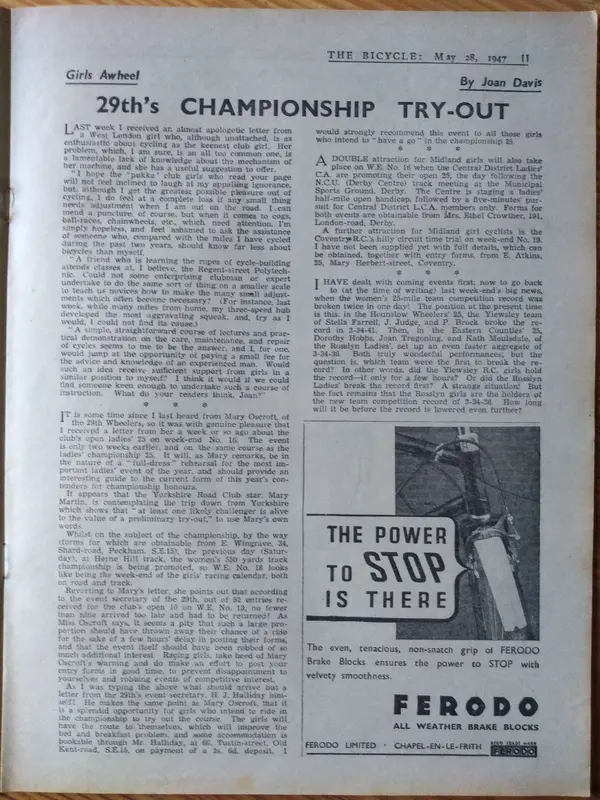 THE BICYCLE: May 28, 1947 11
Girls Awheel
By Joan Davis
29th's CHAMPIONSHIP TRY-OUT
LAST week I received an almost apologetic letter from
a West London girl who, although unattached, is as
enthusiastic about cycling as the keenest club girl. Her
problem, which, I am sure, is an all too common one, is
a lamentable lack of knowledge about the mechanism of
her machine, and she has a useful suggestion to offer.
"I hope the "pukka" club girls who read your page
will not feel inclined to laugh at my appalling ignorance,
but, although I get the greatest possible pleasure out of
cycling, I do feel at a complete loss if any small thing
needs adjustment when I am out on the road. I can
mend a puncture, of course, but when it comes to cogs,
ball-races, chainwheels, etc., which need attention, I'm
simply hopeless, and feel ashamed to ask the assistance
of someone who, compared with the miles I have cycled
during the past two years, should know far less about
bicycles than myself.
"A friend who is learning the ropes of cycle-building
attends classes at, I believe, the Regent-street Polytech-
nic. Could not some enterprising clubman or expert
undertake to do the same sort of thing on a smaller scale
to teach us novices how to make the many small adjust-
ments which often become necessary? (For instance, last
week, while many miles from home, my three-speed hub
developed the most aggravating squeak, and, try as I
would, I could not find its cause.)
"A simple, straightforward course of lectures and prac-
tical demonstration on the care, maintenance, and repair
of cycles seems to me to be the answer, and I, for one,
would jump at the opportunity of paying a small fee for
the advice and knowledge of an experienced man. Would
such an idea receive sufficient support from girls in a
similar position to myself? I think it would if we could
find someone keen enough to undertake such a course of
instruction. What do your readers think, Joan?"
* * *
IT is some time since I last heard from Mary Oscroft, of
the 29th Wheelers, so it was with genuine pleasure that
I received a letter from her a week or so ago about the
club's open ladies' 25 on week-end No. 16. The event
is only two weeks earlier, and on the same course as the
ladies' championship 25. It will, as Mary remarks, be in
the nature of a "full-dress" rehearsal for the most im-
portant ladies' event of the year, and should provide an
interesting guide to the current form of this year's con-
tenders for championship honours.
It appears that the Yorkshire Road Club star, Mary
Martin, is contemplating the trip down from Yorkshire
which shows that "at least one likely challenger is alive
to the value of a preliminary try-out," to use Mary's own
words.
Whilst on the subject of the championship, by the way
(forms for which are obtainable from E. Wingrave, 34,
Shard-road, Peckham, S.E.15), the previous day (Satur-
day), at Herne Hill track, the women's 550 yards track
championship is being promoted, so W.E. No. 18 looks
like being the week-end of the girls' racing calendar, both
on road and track.
Reverting to Mary's letter, she points out that according
to the event secretary of the 29th, out of 52 entries re-
ceived for the club's open 10 on W.E. No. 13, no fewer
than nine arrived too late and had to be returned! As
Miss Oscroft says, it seems a pity that such a large pro-
portion should have thrown away their chance of a ride
for the sake of a few hours' delay in posting their forms,
and that the event itself should have been robbed of so
much additional interest. Racing girls, take heed of Mary
Oscroft's warning and do make an effort to post your
entry forms in good time, to prevent disappointment to
yourselves and robbing events of competitive interest.
As I was typing the above what should arrive but a
letter from the 29th's event secretary, H. J. Halliday him-
self! He makes the same point as Mary Oscroft, that it
is a splendid opportunity for girls who intend to ride in
the championship to try out the course. The girls will
have the route to themselves, which will improve the
bed and breakfast problem, and some accommodation is
bookable through Mr. Halliday, at 66, Tustin-street, Old
Kent-road, S.E.15, on payment of a 2s. 6d. deposit. I
would strongly recommend this event to all those girls
who intend to "have a go" in the championship 25.
* * *
A DOUBLE attraction for Midland girls will also take
place on W.E. No. 16 when the Central District Ladies'
C.A. are promoting their open 25, the day following the
N.C.U. (Derby Centre) track meeting at the Municipal
Sports Ground, Derby. The Centre is staging a ladies'
half-mile open handicap, followed by a five-minutes' pur-
suit for Central District L.C.A. members only. Forms for
both events are obtainable from Mrs. Ethel Crowther, 191,
London-road, Derby.
A further attraction for Midland girl cyclists is the
Coventry R.C.'s hilly circuit time trial on week-end No. 19.
I have not been supplied yet with full details, which can
be obtained, together with entry forms, from E. Atkins,
25, Mary Herbert-street, Coventry.
* * *
I HAVE dealt with coming events first; now to go back
to (at the time of writing) last week-end's big news,
when the women's 25-mile team competition record was
broken twice in one day! The position at the present time
is this: in the Hounslow Wheelers' 25, the Yiewsley team
of Stella Farrell, J. Judge, and P. Brock broke the re-
cord in 3-34-41. Then, in the Eastern Counties' 25,
Dorothy Hobbs, Joan Tregoning, and Kath Mouldale, of
the Rosslyn Ladies', set up an even faster aggregate of
3-34-36. Both truly wonderful performances, but the
question is, which team were the first to break the re-
cord? In other words, did the Yiewsley R.C. girls hold
the record—if only for a few hours? Or did the Rosslyn
Ladies' break the record first? A strange situation! But
the fact remains that the Rosslyn girls are the holders of
the new team competition record of 3-34-36. How long
will it be before the record is lowered even further?
THE POWER
TO STOP
IS THERE
The even, tenacious, non-snatch grip of FERODO
Brake Blocks ensures the power to STOP with
velvety smoothness.
FERODO
ALL WEATHER BRAKE BLOCKS
FERODO LIMITED · CHAPEL-EN-LE-FRITH
REGD TRADE MARK
FERODO